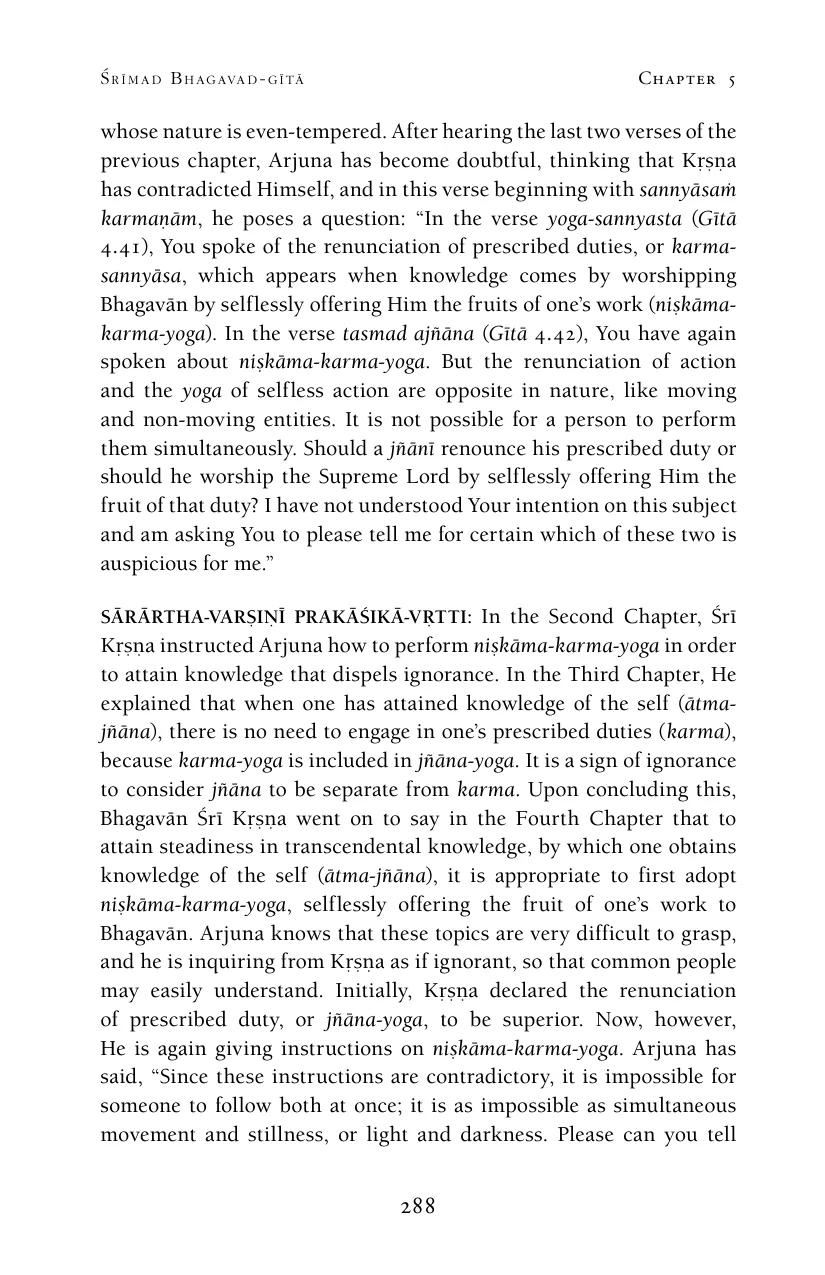 Śrīmad Bhagavad-gītā Chapter 5
whose nature is even-tempered. After hearing the last two verses of the
previous chapter, Arjuna has become doubtful, thinking that Kṛṣṇa
has contradicted Himself, and in this verse beginning with sannyāsaṁ
karmaṇām, he poses a question: “In the verse yoga-sannyasta (Gītā
4.41), You spoke of the renunciation of prescribed duties, or karma-
sannyāsa, which appears when knowledge comes by worshipping
Bhagavān by selflessly offering Him the fruits of one’s work (niṣkāma-
karma-yoga). In the verse tasmad ajñāna (Gītā 4.42), You have again
spoken about niṣkāma-karma-yoga. But the renunciation of action
and the yoga of selfless action are opposite in nature, like moving
and non-moving entities. It is not possible for a person to perform
them simultaneously. Should a jñānī renounce his prescribed duty or
should he worship the Supreme Lord by selflessly offering Him the
fruit of that duty? I have not understood Your intention on this subject
and am asking You to please tell me for certain which of these two is
auspicious for me.”
SĀRĀRTHA-VARṢIṆĪ PRAKĀŚIKĀ-VṚTTI: In the Second Chapter, Śrī
Kṛṣṇa instructed Arjuna how to perform niṣkāma-karma-yoga in order
to attain knowledge that dispels ignorance. In the Third Chapter, He
explained that when one has attained knowledge of the self (ātma-
jñāna), there is no need to engage in one’s prescribed duties (karma),
because karma-yoga is included in jñāna-yoga. It is a sign of ignorance
to consider jñāna to be separate from karma. Upon concluding this,
Bhagavān Śrī Kṛṣṇa went on to say in the Fourth Chapter that to
attain steadiness in transcendental knowledge, by which one obtains
knowledge of the self (ātma-jñāna), it is appropriate to first adopt
niṣkāma-karma-yoga, selflessly offering the fruit of one’s work to
Bhagavān. Arjuna knows that these topics are very difficult to grasp,
and he is inquiring from Kṛṣṇa as if ignorant, so that common people
may easily understand. Initially, Kṛṣṇa declared the renunciation
of prescribed duty, or jñāna-yoga, to be superior. Now, however,
He is again giving instructions on niṣkāma-karma-yoga. Arjuna has
said, “Since these instructions are contradictory, it is impossible for
someone to follow both at once; it is as impossible as simultaneous
movement and stillness, or light and darkness. Please can you tell
288